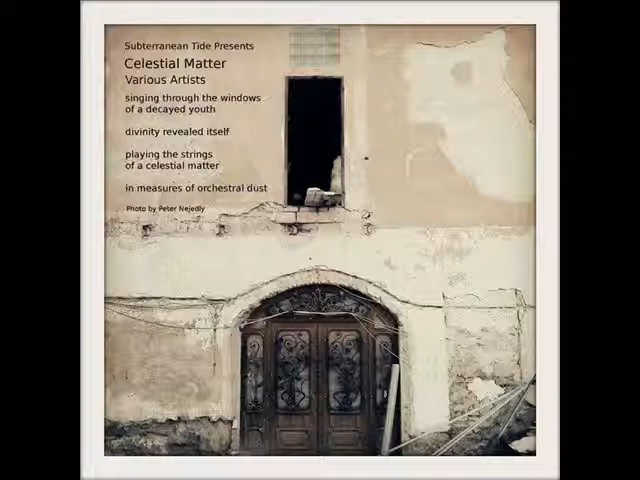 Subterranean Tide Presents
Celestial Matter
Various Artists
singing through the windows
of a decayed youth
divinity revealed itself
playing the strings
of a celestial matter
in measures of orchestral dust
Photo by Peter Nejedly